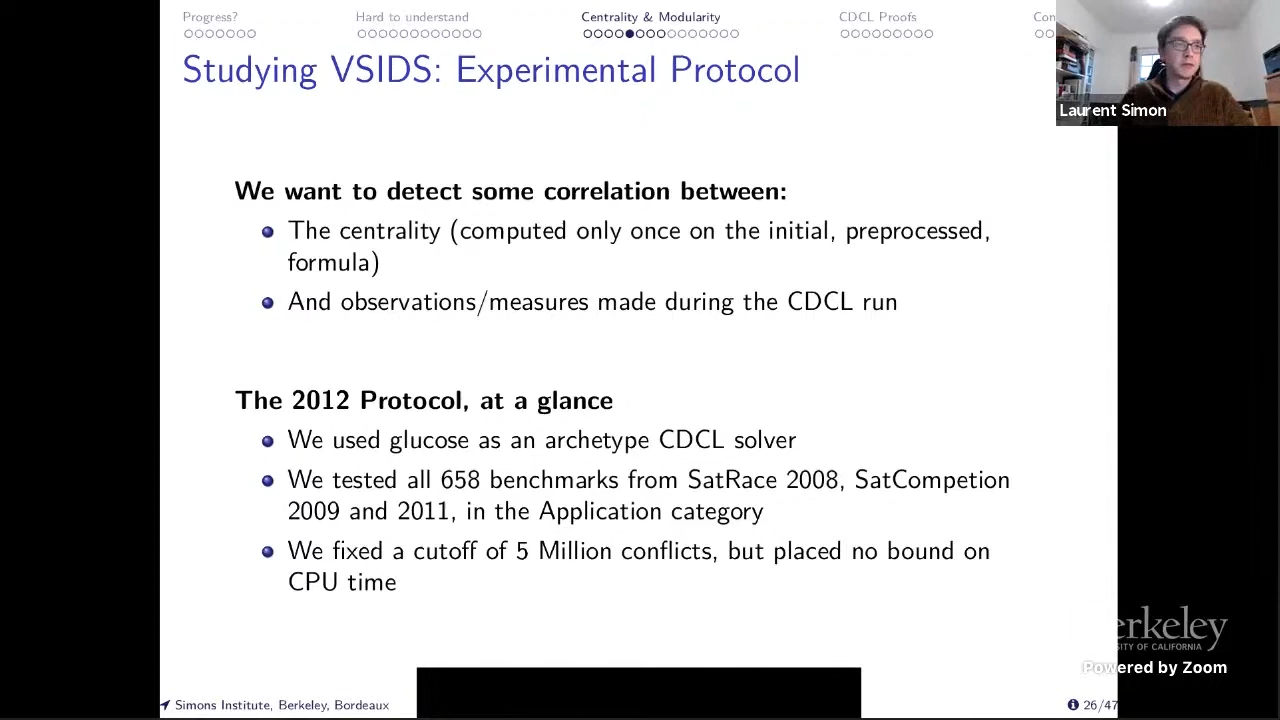 Progress?
Hard to understand
Centrality & Modularity
CDCL Proofs
Con
Studying VSIDS: Experimental Protocol
Laurent Simon
We want to detect some correlation between:
The centrality (computed only once on the initial, preprocessed,
formula)
And observations/measures made during the CDCL run
The 2012 Protocol, at a glance
We used glucose as an archetype CDCL solver
We tested all 658 benchmarks from SatRace 2008, SatCompetion
2009 and 2011, in the Application category
We fixed a cutoff of 5 Million conflicts, but placed no bound on
CPU time
erkeley
SITY OF CALIFORNIA
Powered by Zoom
Simons Institute, Berkeley, Bordeaux
26/47